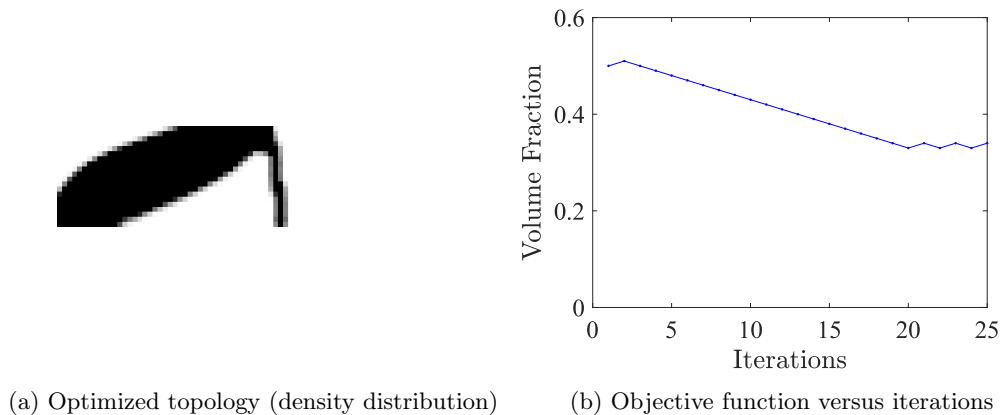 0.6
0.4
0.2
0
Volume Fraction
0 5 10 15 20 25
Iterations
(a) Optimized topology (density distribution)
(b) Objective function versus iterations